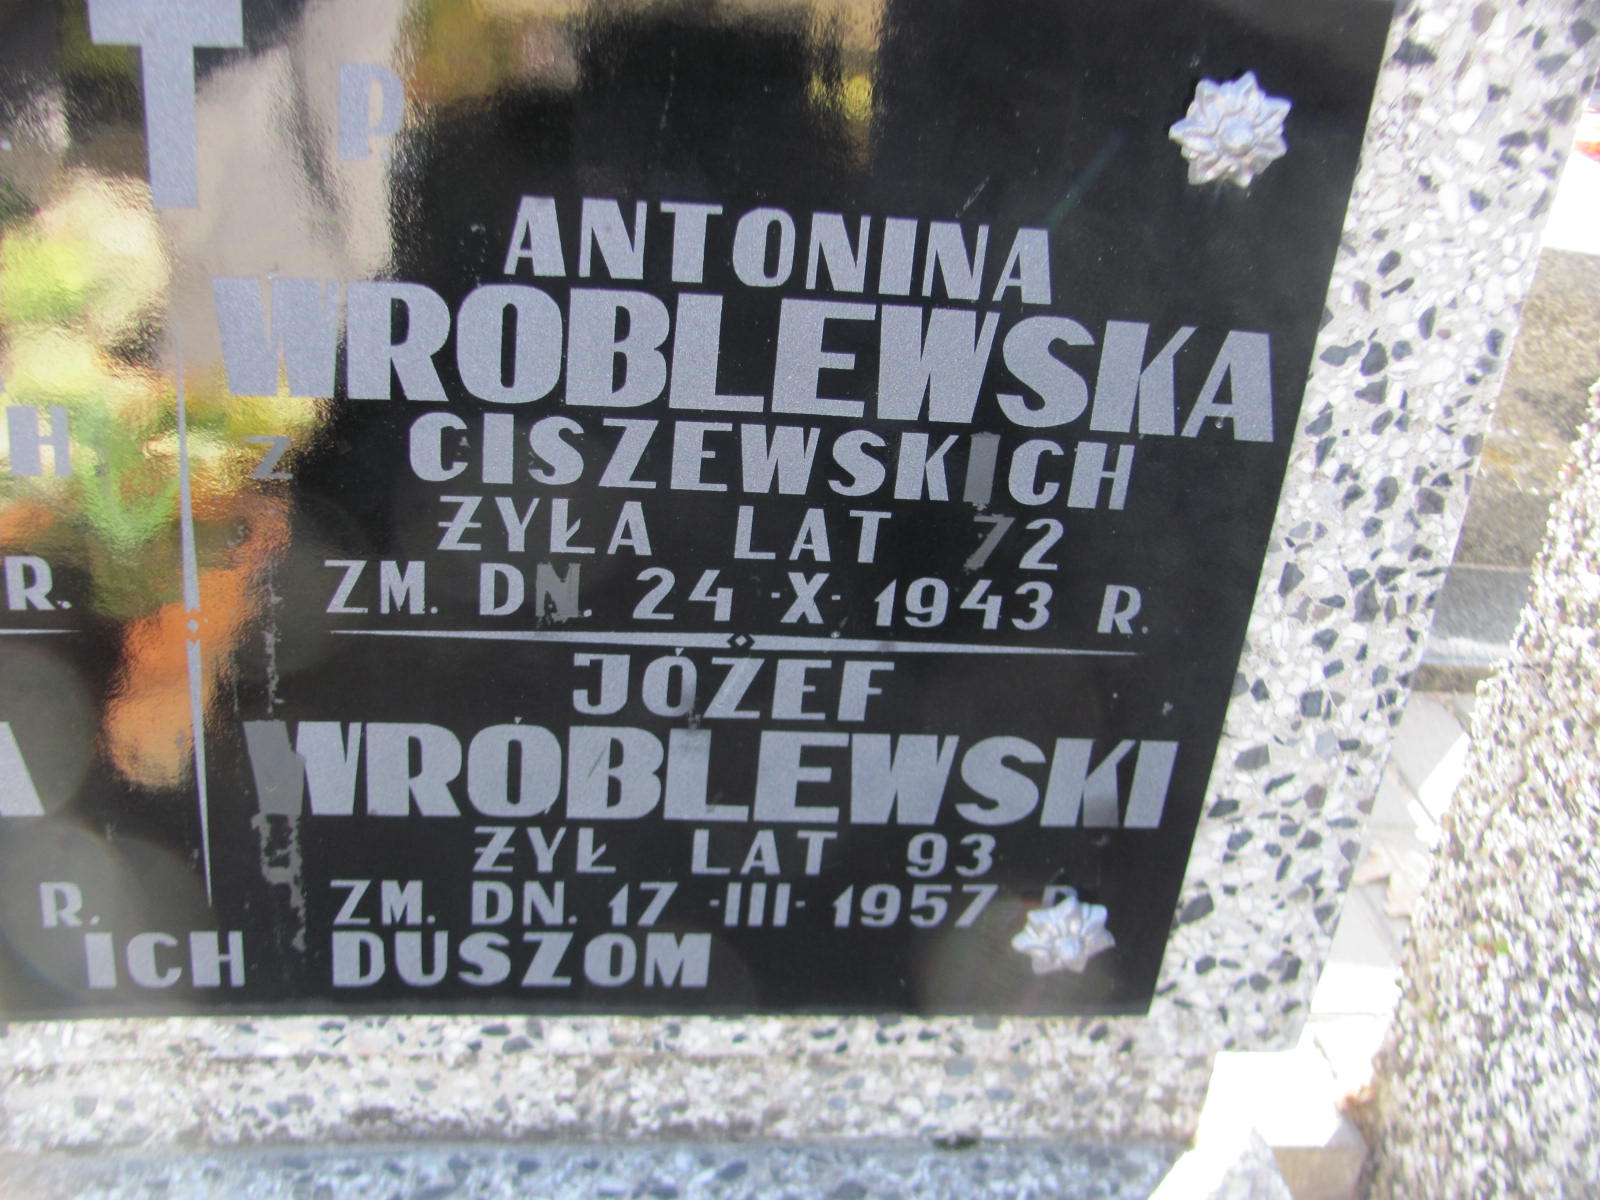 P.
ANTONINA
WROBLEWSKA
Z CISZEWSKICH
ŻYŁA LAT 72
ZM. DN. 24 -X- 1943 R.
JÓZEF
WRÓBLEWSKI
ŻYŁ LAT 93
ZM. DN. 17 -III- 1957 R.
H
R.
A
R.
ICH DUSZOM